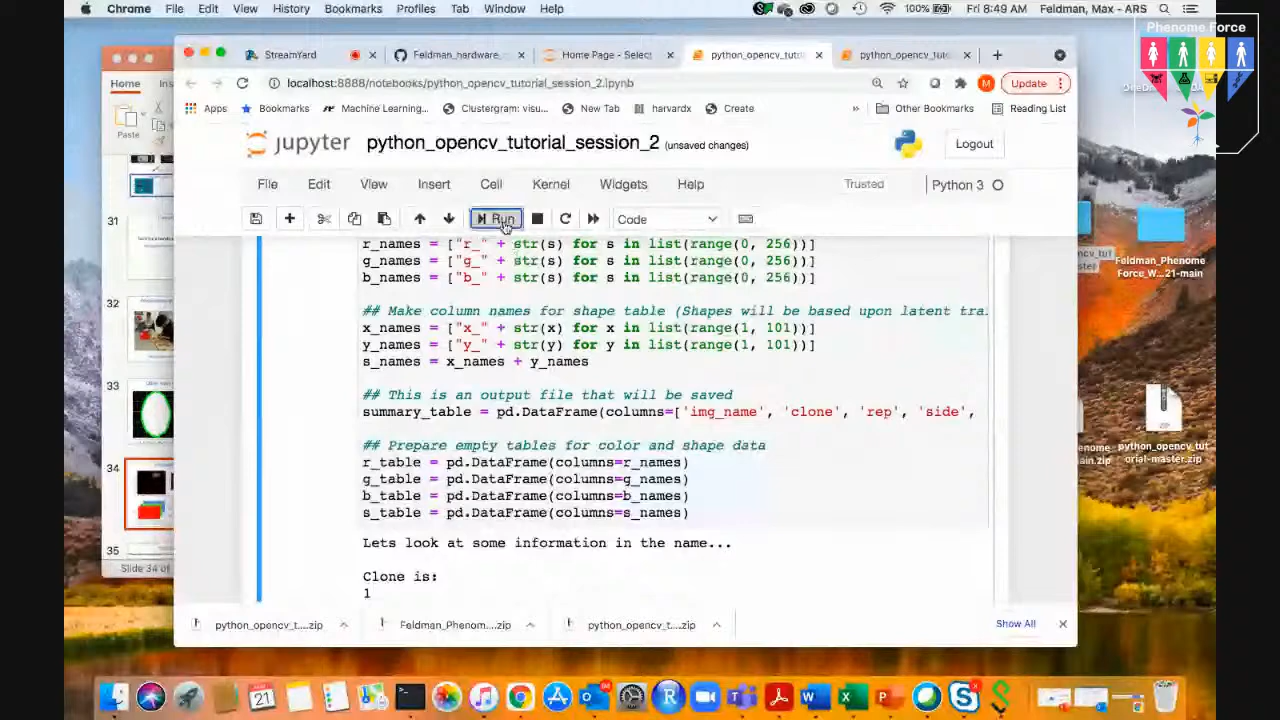 Chrome File Edit View History Bookmarks Profiles Tab Window Help 100% Fri 8:49 AM Feldman, Max - ARS
Phenome Force
StreamYard
Feldmanhardware
Home Page - Select
python_opencv_tuto
python_opencv_tuto
Home
localhost:8888/notebooks/python_opencv_tutorial_session_2.ipynb
M
Update
Apps
Bookmarks
Machine Learning...
Clustergram: visu...
New Tab
harvardx
Create
»
Other Bookmarks
Reading List
Paste
jupyter
python_opencv_tutorial_session_2 (unsaved changes)
Logout
File Edit View Insert Cell Kernel Widgets Help
Trusted
Python 3
Run
Code
r_names = ["r_" + str(s) for s in list(range(0, 256))]
g_names = ["g_" + str(s) for s in list(range(0, 256))]
b_names = ["b_" + str(s) for s in list(range(0, 256))]
## Make column names for shape table (Shapes will be based upon latent trai
x_names = ["x_" + str(x) for x in list(range(1, 101))]
y_names = ["y_" + str(y) for y in list(range(1, 101))]
s_names = x_names + y_names
## This is an output file that will be saved
summary_table = pd.DataFrame(columns=['img_name', 'clone', 'rep', 'side',
## Prepare empty tables for color and shape data
r_table = pd.DataFrame(columns=r_names)
g_table = pd.DataFrame(columns=g_names)
b_table = pd.DataFrame(columns=b_names)
s_table = pd.DataFrame(columns=s_names)
Lets look at some information in the name...
Clone is:
1
31
32
33
34
35
Slide 34 of
Feldman_Phenome
Force_W...21-main
python_opencv_tut
orial-master.zip
python_opencv_t....zip
Feldman_Phenom....zip
python_opencv_t....zip
Show All